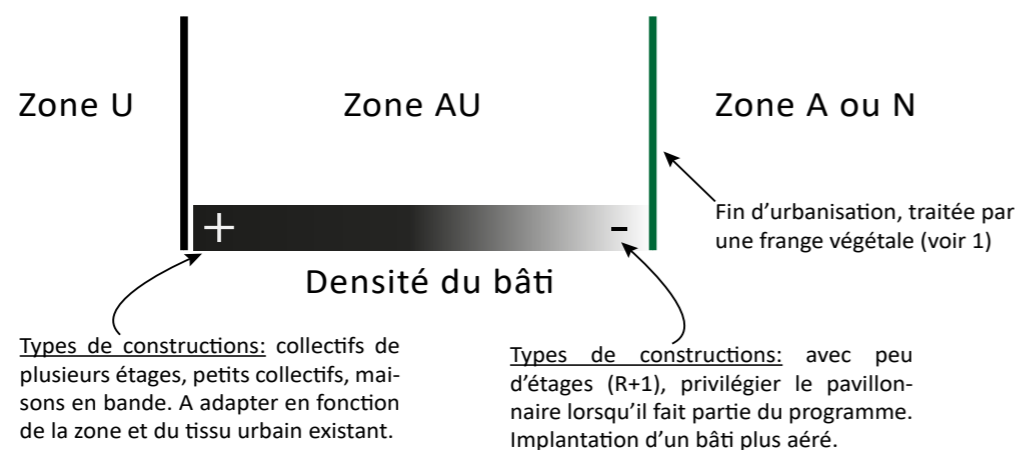 Zone U
Zone AU
Zone A ou N
Fin d’urbanisation, traitée par
une frange végétale (voir 1)
+
-
Densité du bâti
Types de constructions: collectifs de
plusieurs étages, petits collectifs, mai-
sons en bande. A adapter en fonction
de la zone et du tissu urbain existant.
Types de constructions: avec peu
d’étages (R+1), privilégier le pavillon-
naire lorsqu’il fait partie du programme.
Implantation d’un bâti plus aéré.